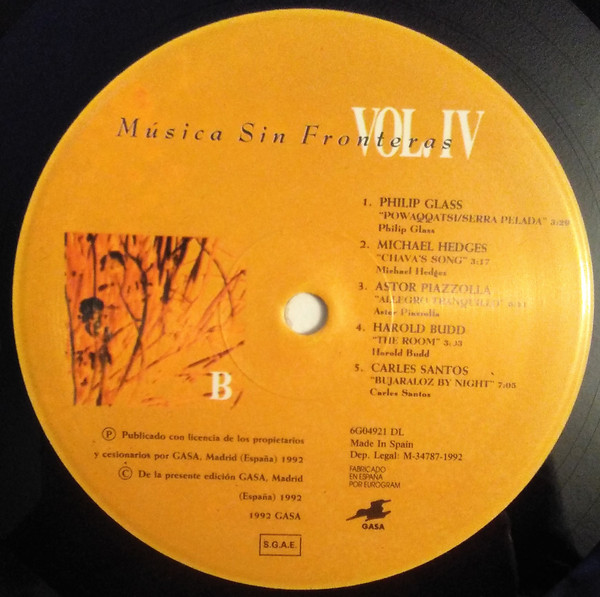 Música Sin Fronteras
VOL. IV
1. PHILIP GLASS
"POWAQQATSI/SERRA PELADA" 3:20
Philip Glass
2. MICHAEL HEDGES
"CHAVA'S SONG" 3:17
Michael Hedges
3. ASTOR PIAZZOLLA
"ALLEGRO TRANQUILLO"
Astor Piazzolla
4. HAROLD BUDD
"THE ROOM"
Harold Budd
5. CARLES SANTOS
"BUJARALOZ BY NIGHT" 7:05
Carles Santos
B
Ⓟ Publicado con licencia de los propietarios
y cesionarios por GASA, Madrid (España) 1992
© De la presente edición GASA, Madrid
(España) 1992
1992 GASA
6G04921 DL
Made In Spain
Dep. Legal: M-34787-1992
FABRICADO
EN ESPAÑA
POR EUROGRAM
GASA
S.G.A.E.